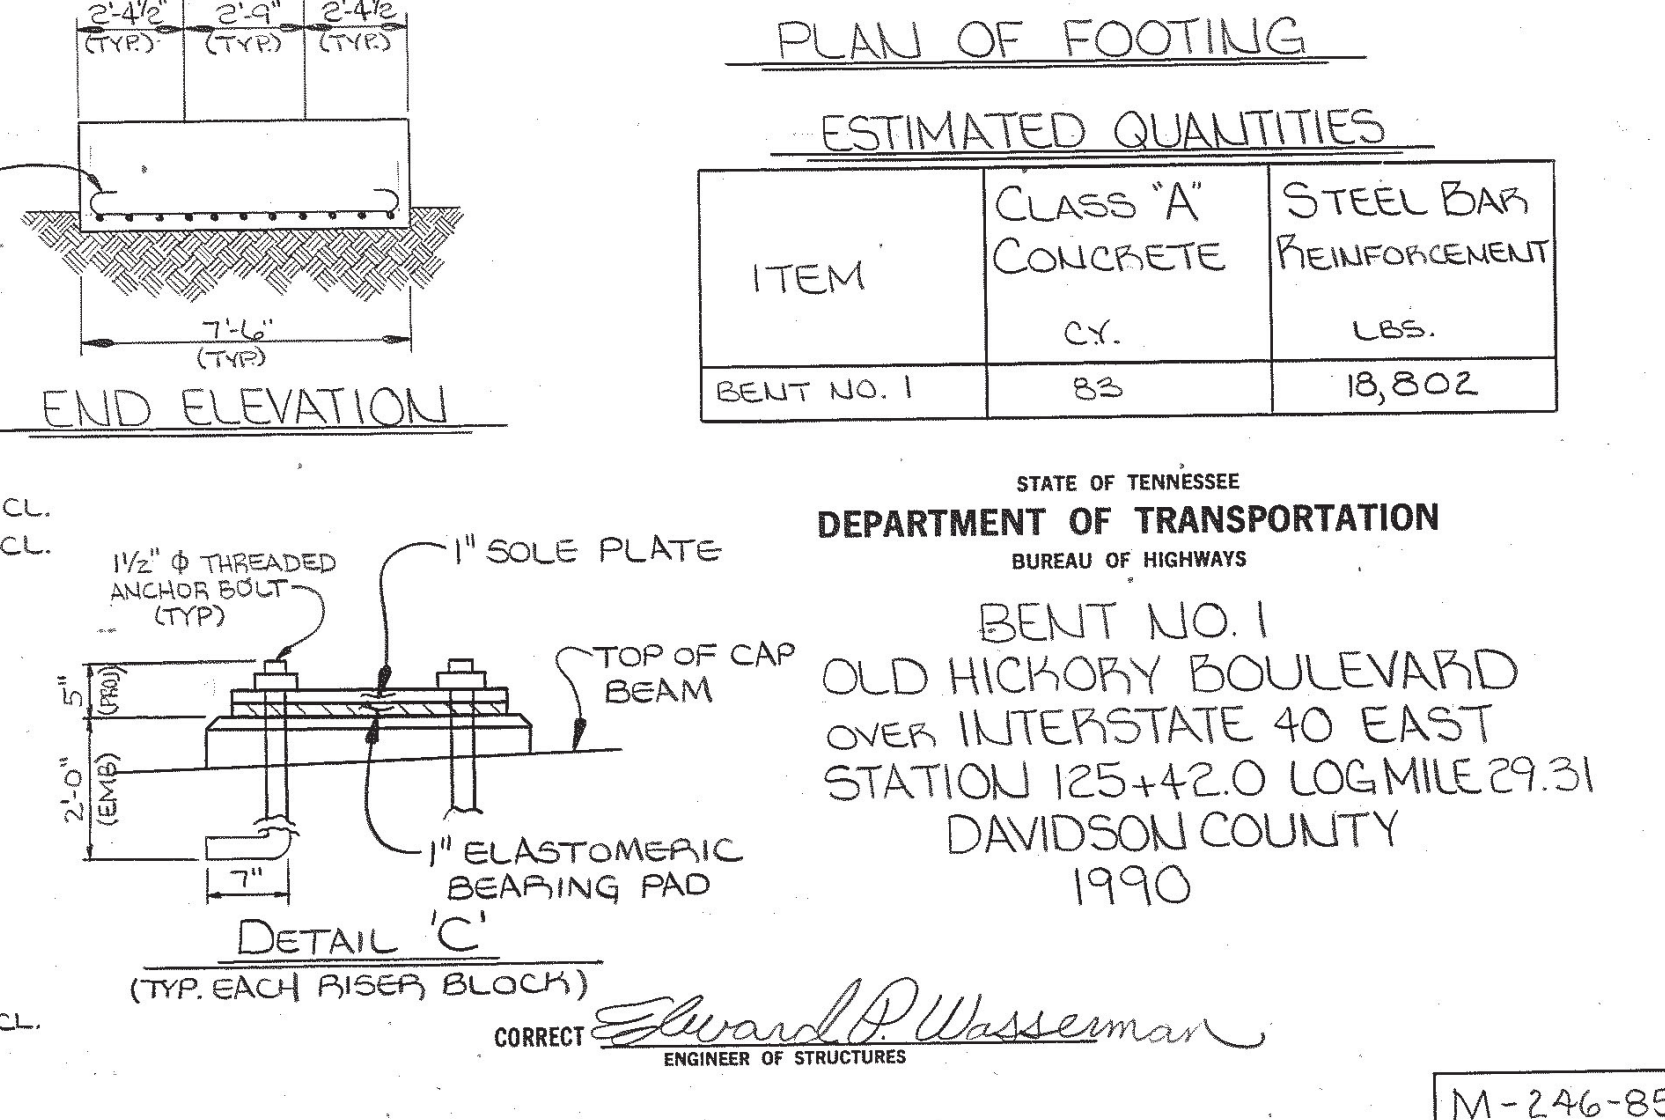 2'-4½" 2'-9" 2'-4½
(TYP.) (TYP.) (TYP.)
7'-6"
(TYP.)
END ELEVATION
PLAN OF FOOTING
ESTIMATED QUANTITIES
ITEM
CLASS "A"
CONCRETE
C.Y.
STEEL BAR
REINFORCEMENT
LBS.
BENT NO. 1 83 18,802
CL.
CL.
1½" ϕ THREADED
ANCHOR BOLT
(TYP)
1" SOLE PLATE
TOP OF CAP
BEAM
5"
(PROJ)
2'-0"
(EMB)
7"
1" ELASTOMERIC
BEARING PAD
DETAIL 'C'
(TYP. EACH RISER BLOCK)
CL.
STATE OF TENNESSEE
DEPARTMENT OF TRANSPORTATION
BUREAU OF HIGHWAYS
BENT NO. 1
OLD HICKORY BOULEVARD
OVER INTERSTATE 40 EAST
STATION 125+42.0 LOG MILE 29.31
DAVIDSON COUNTY
1990
CORRECT Edward P. Wasserman
ENGINEER OF STRUCTURES
M-246-85